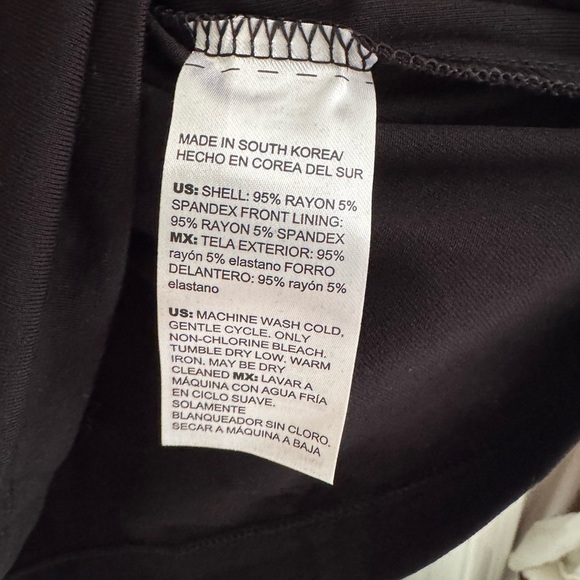 MADE IN SOUTH KOREA/
HECHO EN COREA DEL SUR
US: SHELL: 95% RAYON 5%
SPANDEX FRONT LINING:
95% RAYON 5% SPANDEX
MX: TELA EXTERIOR: 95%
rayón 5% elastano FORRO
DELANTERO: 95% rayón 5%
elastano
US: MACHINE WASH COLD,
GENTLE CYCLE. ONLY
NON-CHLORINE BLEACH.
TUMBLE DRY LOW. WARM
IRON. MAY BE DRY
CLEANED MX: LAVAR A
MÁQUINA CON AGUA FRÍA
EN CICLO SUAVE.
SOLAMENTE
BLANQUEADOR SIN CLORO.
SECAR A MÁQUINA A BAJA